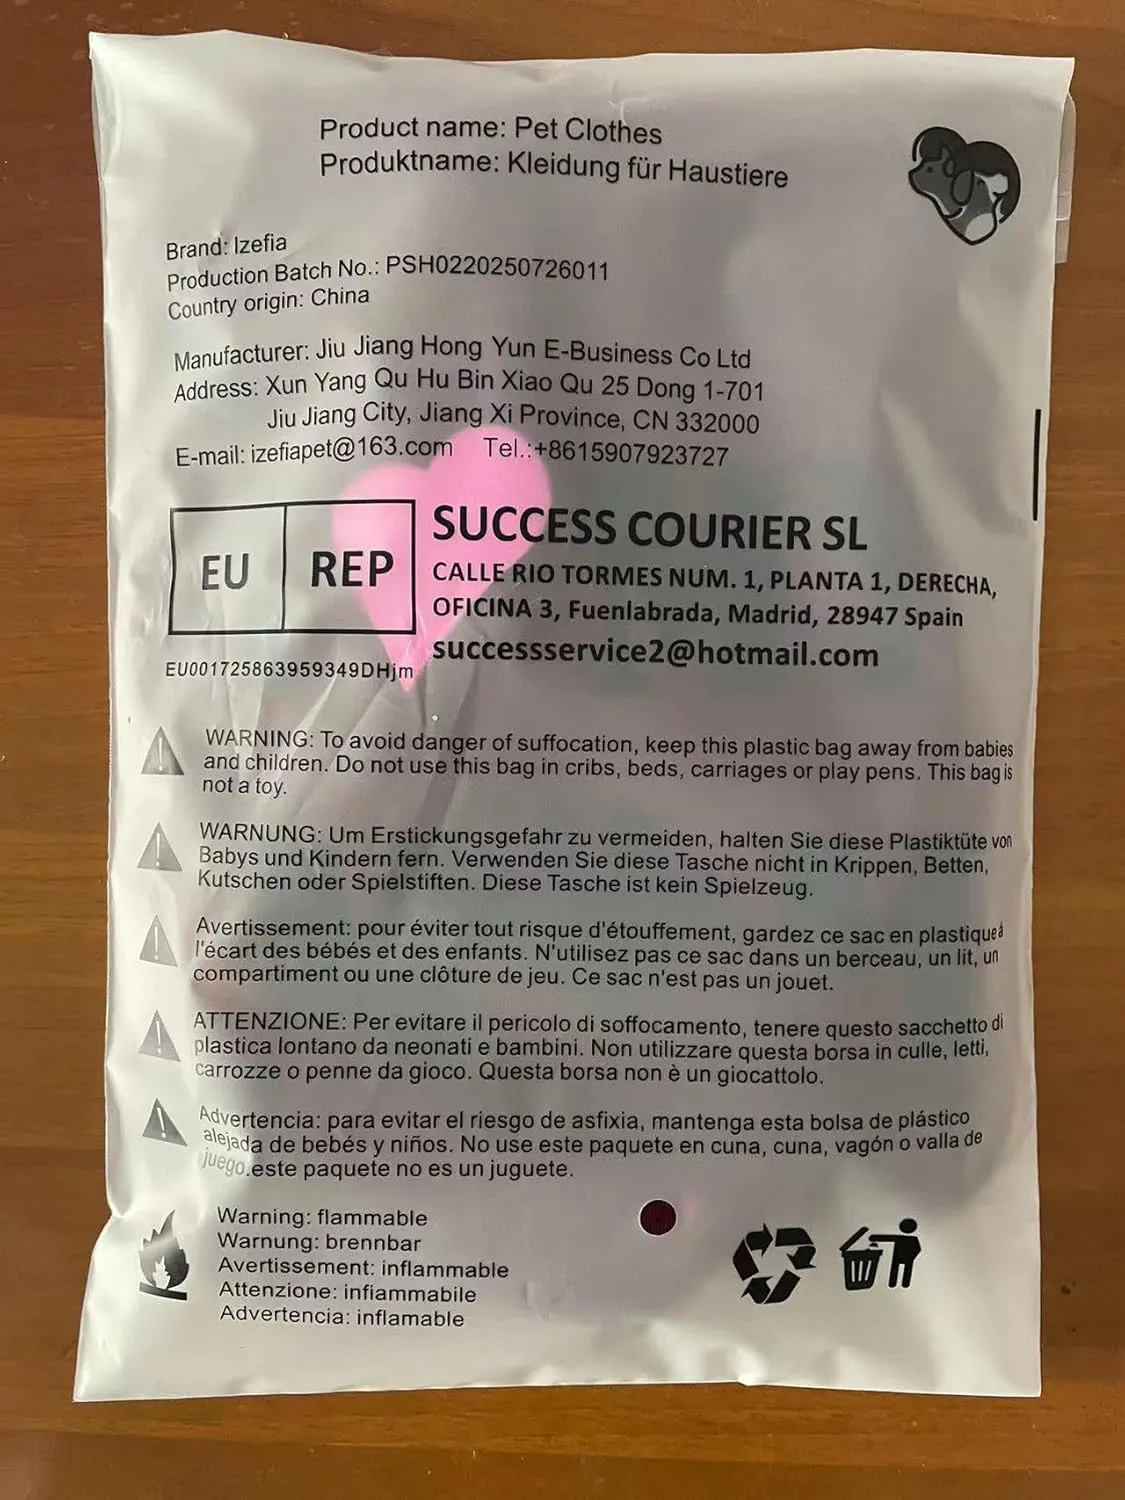 Product name: Pet Clothes
Produktname: Kleidung für Haustiere
Brand: Izefia
Production Batch No.: PSH0220250726011
Country origin: China
Manufacturer: Jiu Jiang Hong Yun E-Business Co Ltd
Address: Xun Yang Qu Hu Bin Xiao Qu 25 Dong 1-701
Jiu Jiang City, Jiang Xi Province, CN 332000
E-mail: izefiapet@163.com Tel.:+8615907923727
EU REP
SUCCESS COURIER SL
CALLE RIO TORMES NUM. 1, PLANTA 1, DERECHA,
OFICINA 3, Fuenlabrada, Madrid, 28947 Spain
successservice2@hotmail.com
EU001725863959349DHjm
WARNING: To avoid danger of suffocation, keep this plastic bag away from babies
and children. Do not use this bag in cribs, beds, carriages or play pens. This bag is
not a toy.
WARNUNG: Um Erstickungsgefahr zu vermeiden, halten Sie diese Plastiktüte von
Babys und Kindern fern. Verwenden Sie diese Tasche nicht in Krippen, Betten,
Kutschen oder Spielstiften. Diese Tasche ist kein Spielzeug.
Avertissement: pour éviter tout risque d'étouffement, gardez ce sac en plastique à
l'écart des bébés et des enfants. N'utilisez pas ce sac dans un berceau, un lit, un
compartiment ou une clôture de jeu. Ce sac n'est pas un jouet.
ATTENZIONE: Per evitare il pericolo di soffocamento, tenere questo sacchetto di
plastica lontano da neonati e bambini. Non utilizzare questa borsa in culle, letti,
carrozze o penne da gioco. Questa borsa non è un giocattolo.
Advertencia: para evitar el riesgo de asfixia, mantenga esta bolsa de plástico
alejada de bebés y niños. No use este paquete en cuna, cuna, vagón o valla de
juego.este paquete no es un juguete.
Warning: flammable
Warnung: brennbar
Avertissement: inflammable
Attenzione: infiammabile
Advertencia: inflamable